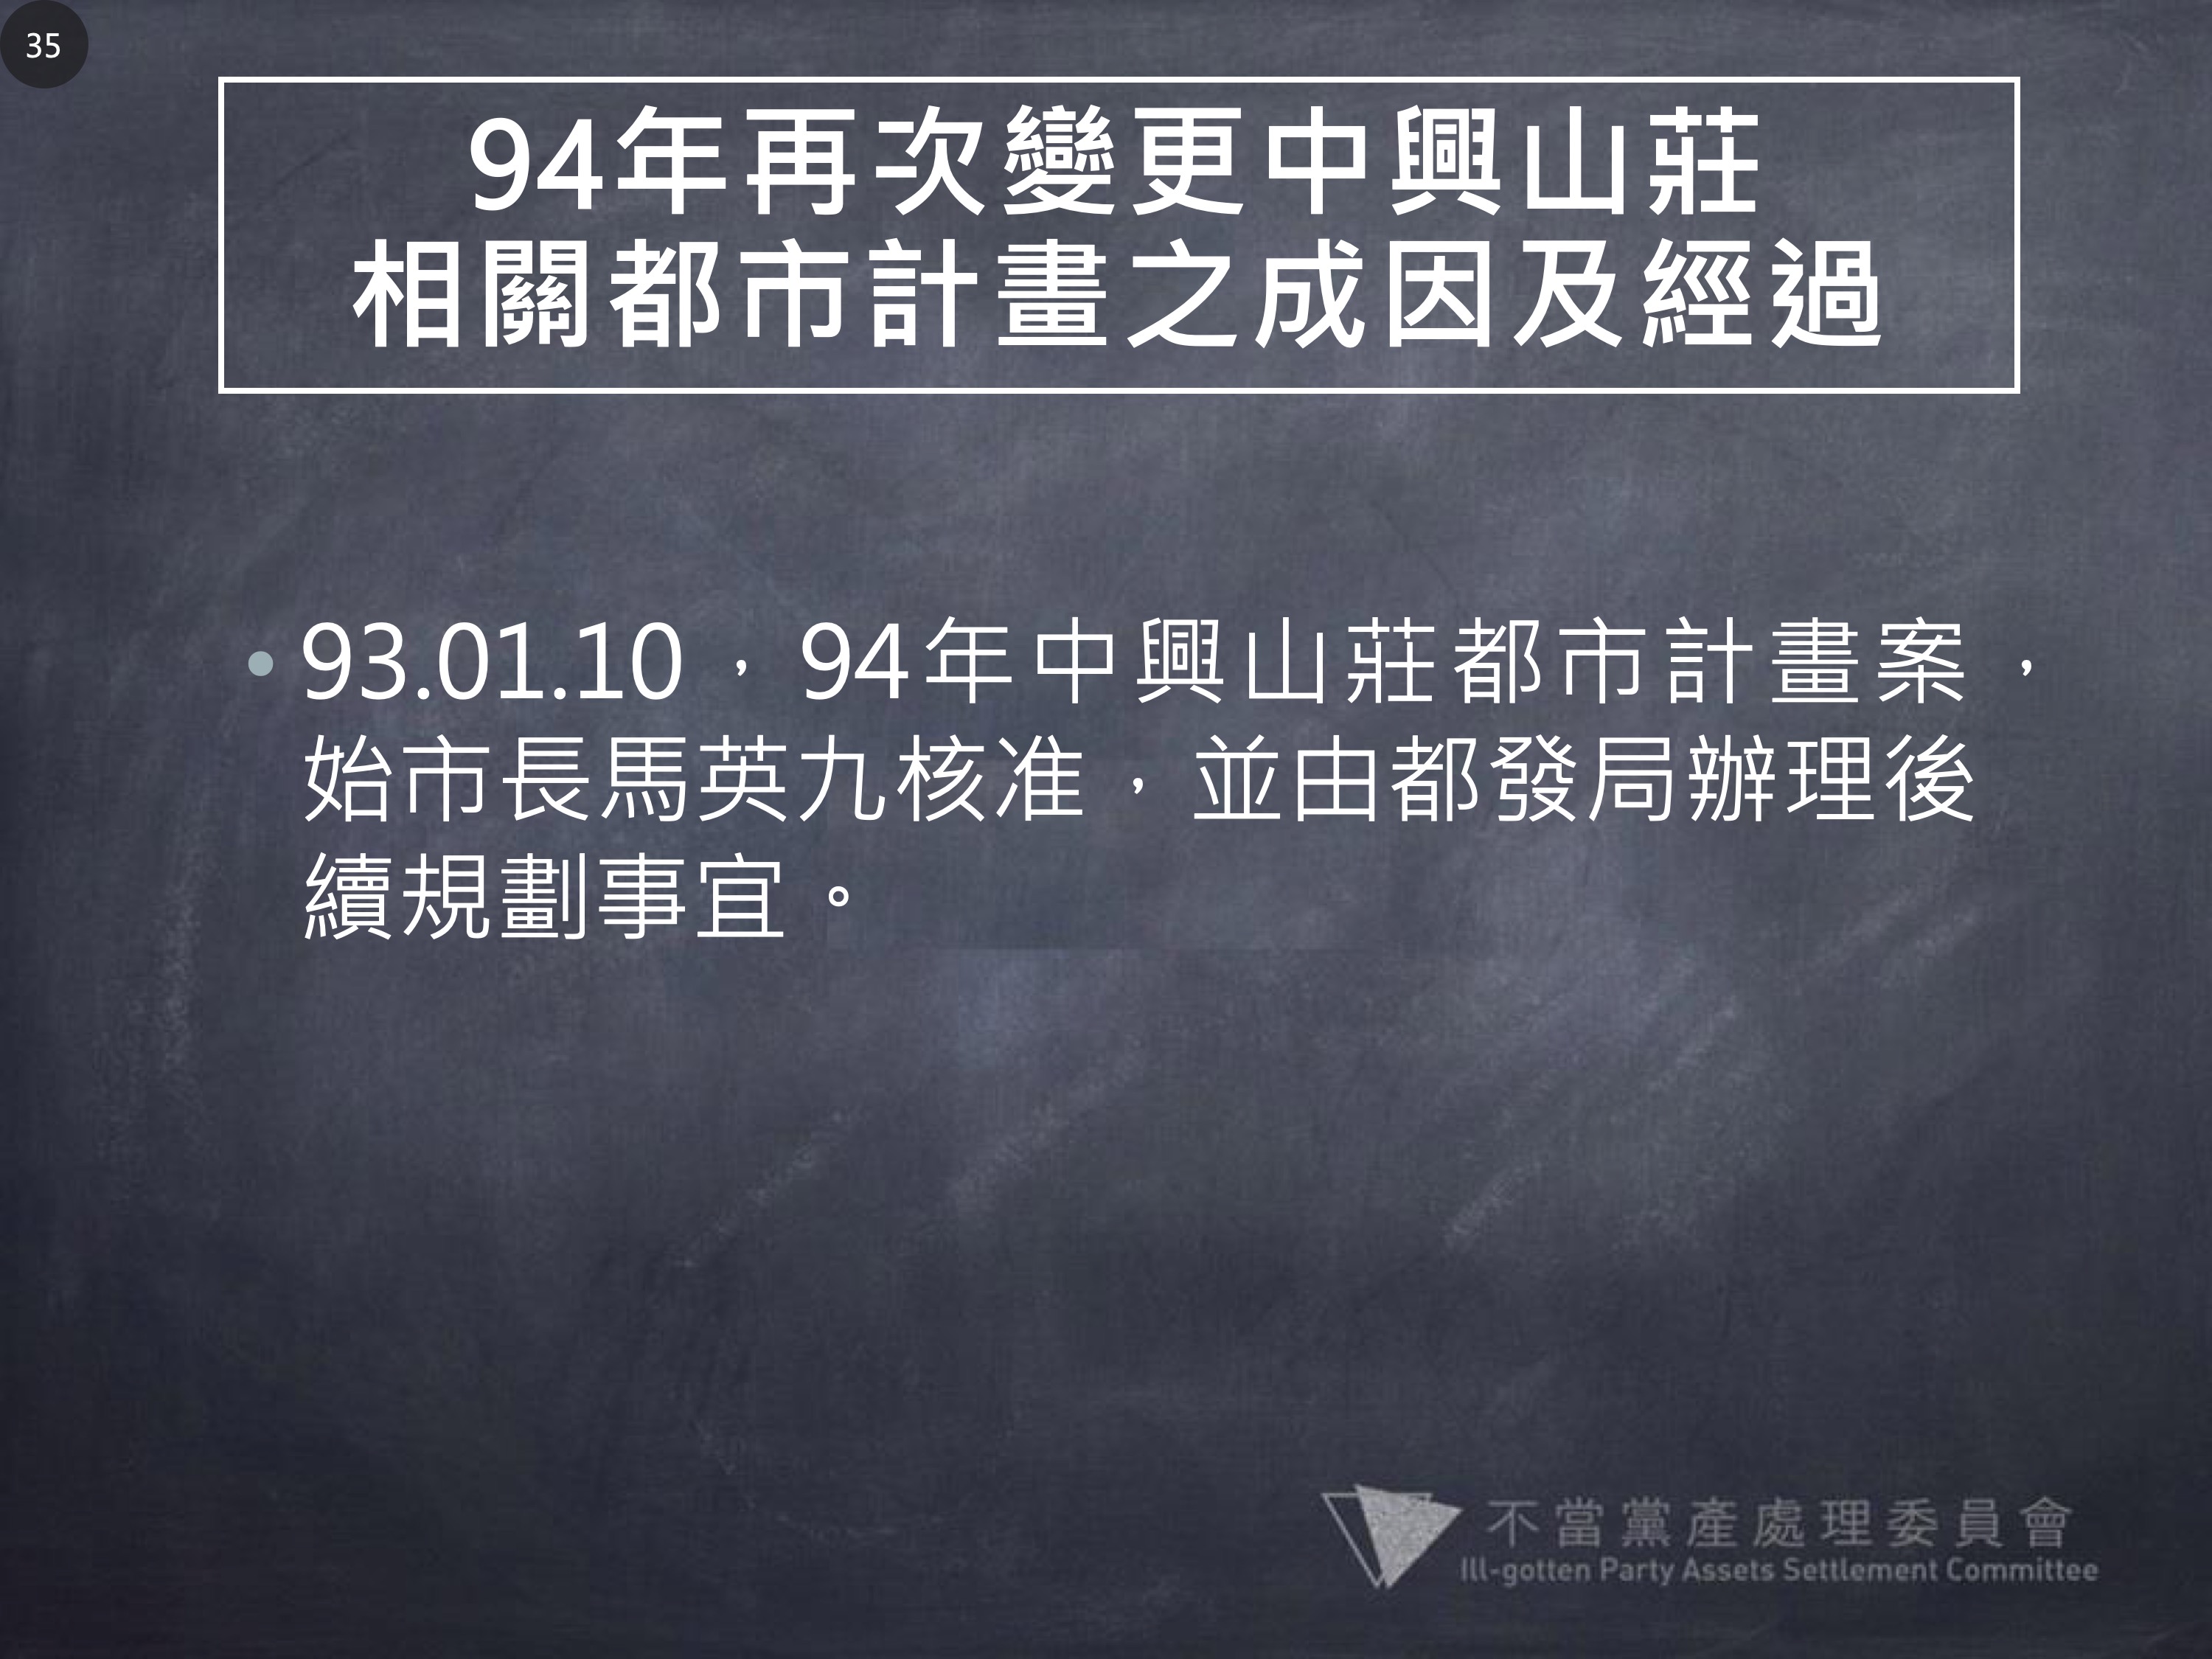 35
94年再次變更中興山莊
相關都市計畫之成因及經過
•93.01.10，94年中興山莊都市計畫案，
始市長馬英九核准，並由都發局辦理後
續規劃事宜。
不當黨產處理委員會
Ill-gotten Party Assets Settlement Committee